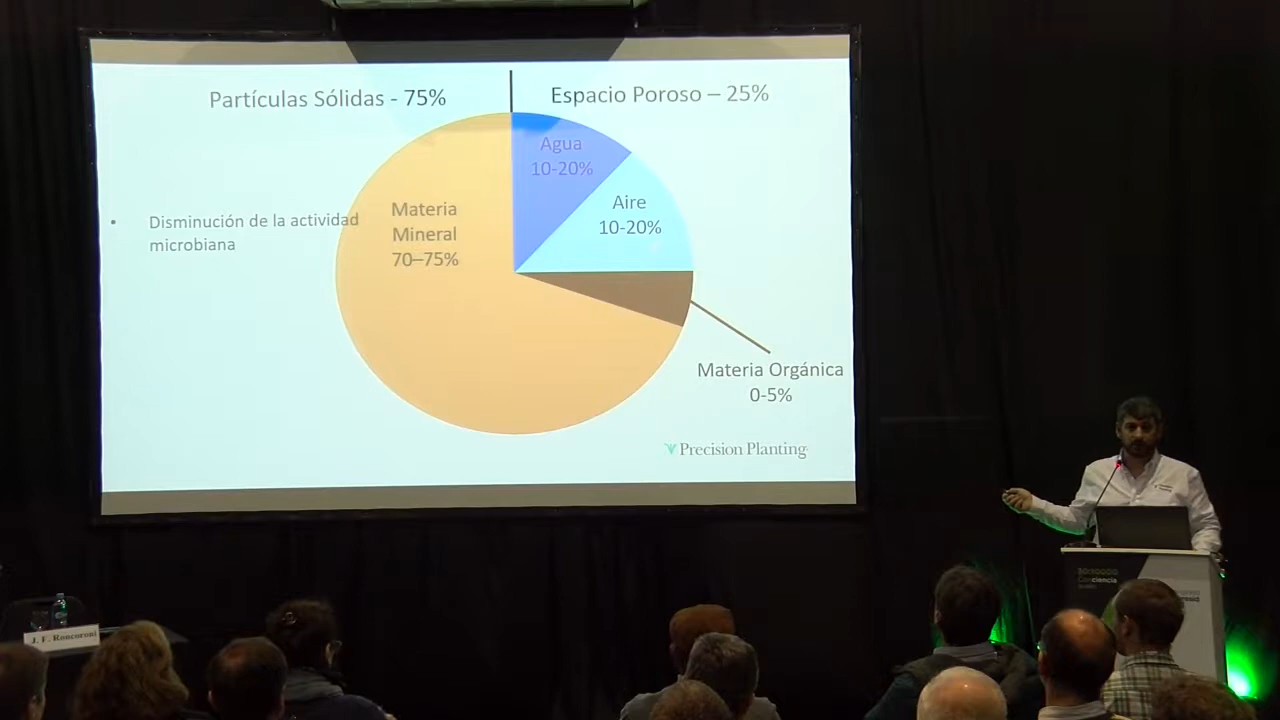 Partículas Sólidas - 75%
Espacio Poroso – 25%
Agua
10-20%
Aire
10-20%
Materia
Mineral
70–75%
• Disminución de la actividad
microbiana
Materia Orgánica
0-5%
Precision Planting
J. F. Roncoroni